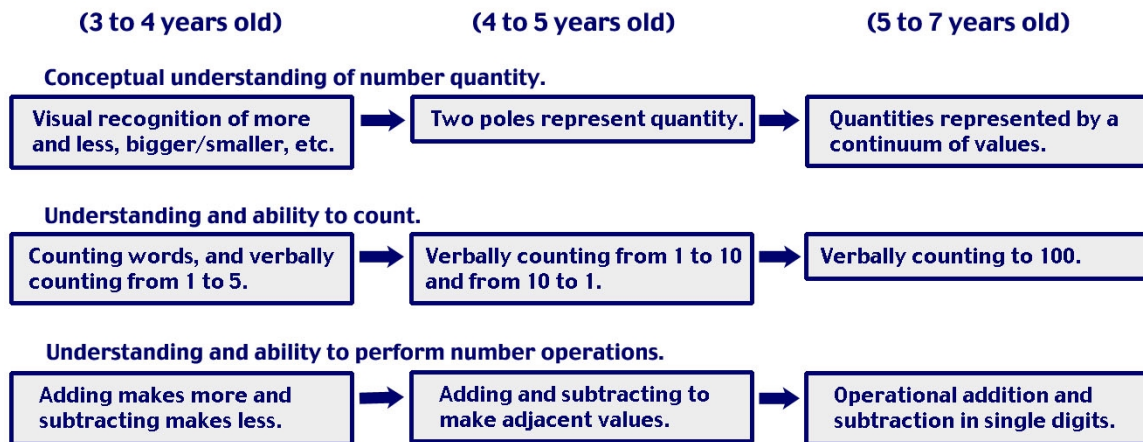 (3 to 4 years old)
(4 to 5 years old)
(5 to 7 years old)
Conceptual understanding of number quantity.
Visual recognition of more
and less, bigger/smaller, etc.
Two poles represent quantity.
Quantities represented by a
continuum of values.
Understanding and ability to count.
Counting words, and verbally
counting from 1 to 5.
Verbally counting from 1 to 10
and from 10 to 1.
Verbally counting to 100.
Understanding and ability to perform number operations.
Adding makes more and
subtracting makes less.
Adding and subtracting to
make adjacent values.
Operational addition and
subtraction in single digits.